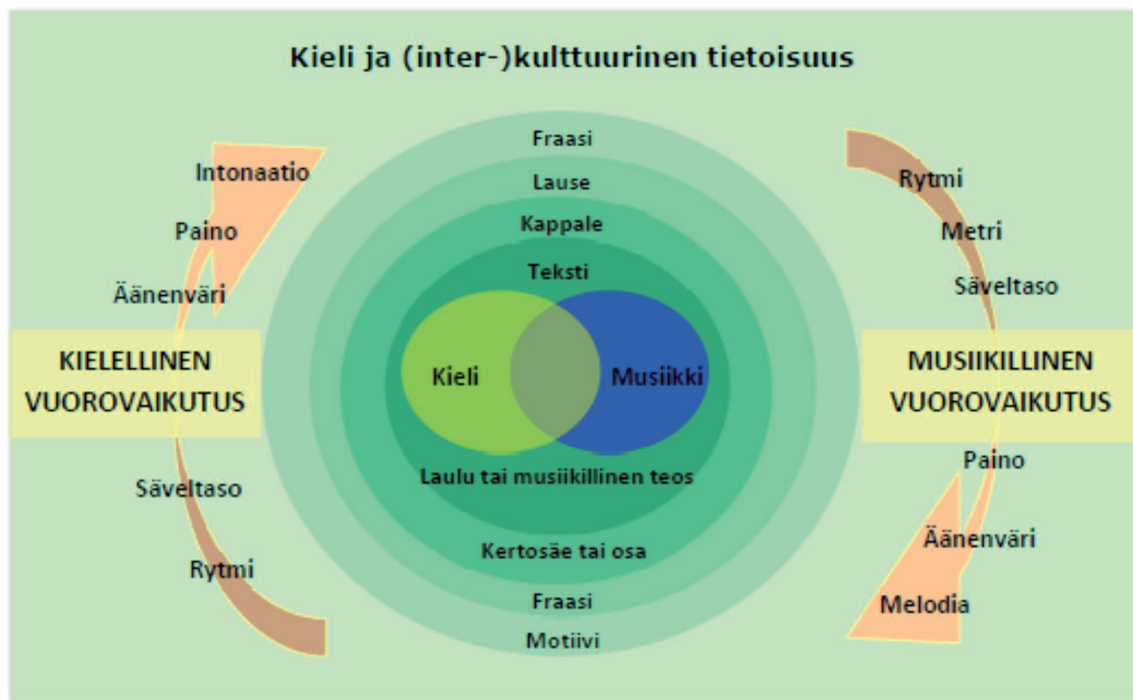 Kieli ja (inter-)kulttuurinen tietoisuus
Fraasi
Lause
Kappale
Teksti
Intonaatio
Paino
Äänenväri
KIELELLINEN
VUOROVAIKUTUS
Säveltaso
Rytmi
Kieli
Musiikki
Laulu tai musiikillinen teos
Kertosäe tai osa
Fraasi
Motiivi
Rytmi
Metri
Säveltaso
MUSIIKILLINEN
VUOROVAIKUTUS
Paino
Äänenväri
Melodia